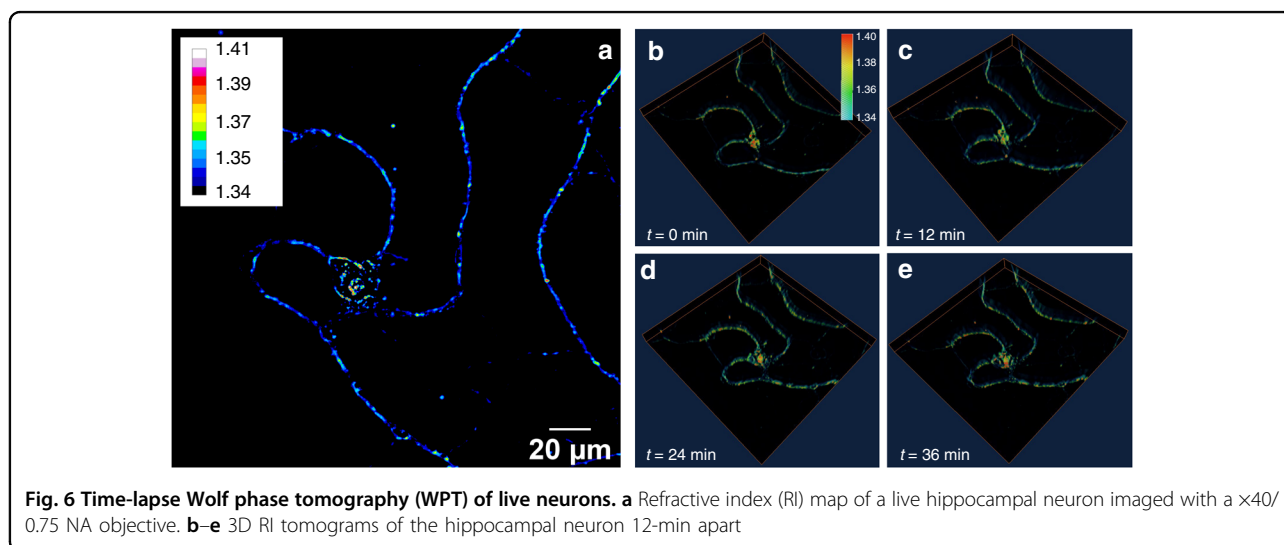 1.41
1.39
1.37
1.35
1.34
a
20 μm
b
1.40
1.38
1.36
1.34
t = 0 min
c
t = 12 min
d
t = 24 min
e
t = 36 min
Fig. 6 Time-lapse Wolf phase tomography (WPT) of live neurons. a Refractive index (RI) map of a live hippocampal neuron imaged with a ×40/
0.75 NA objective. b–e 3D RI tomograms of the hippocampal neuron 12-min apart